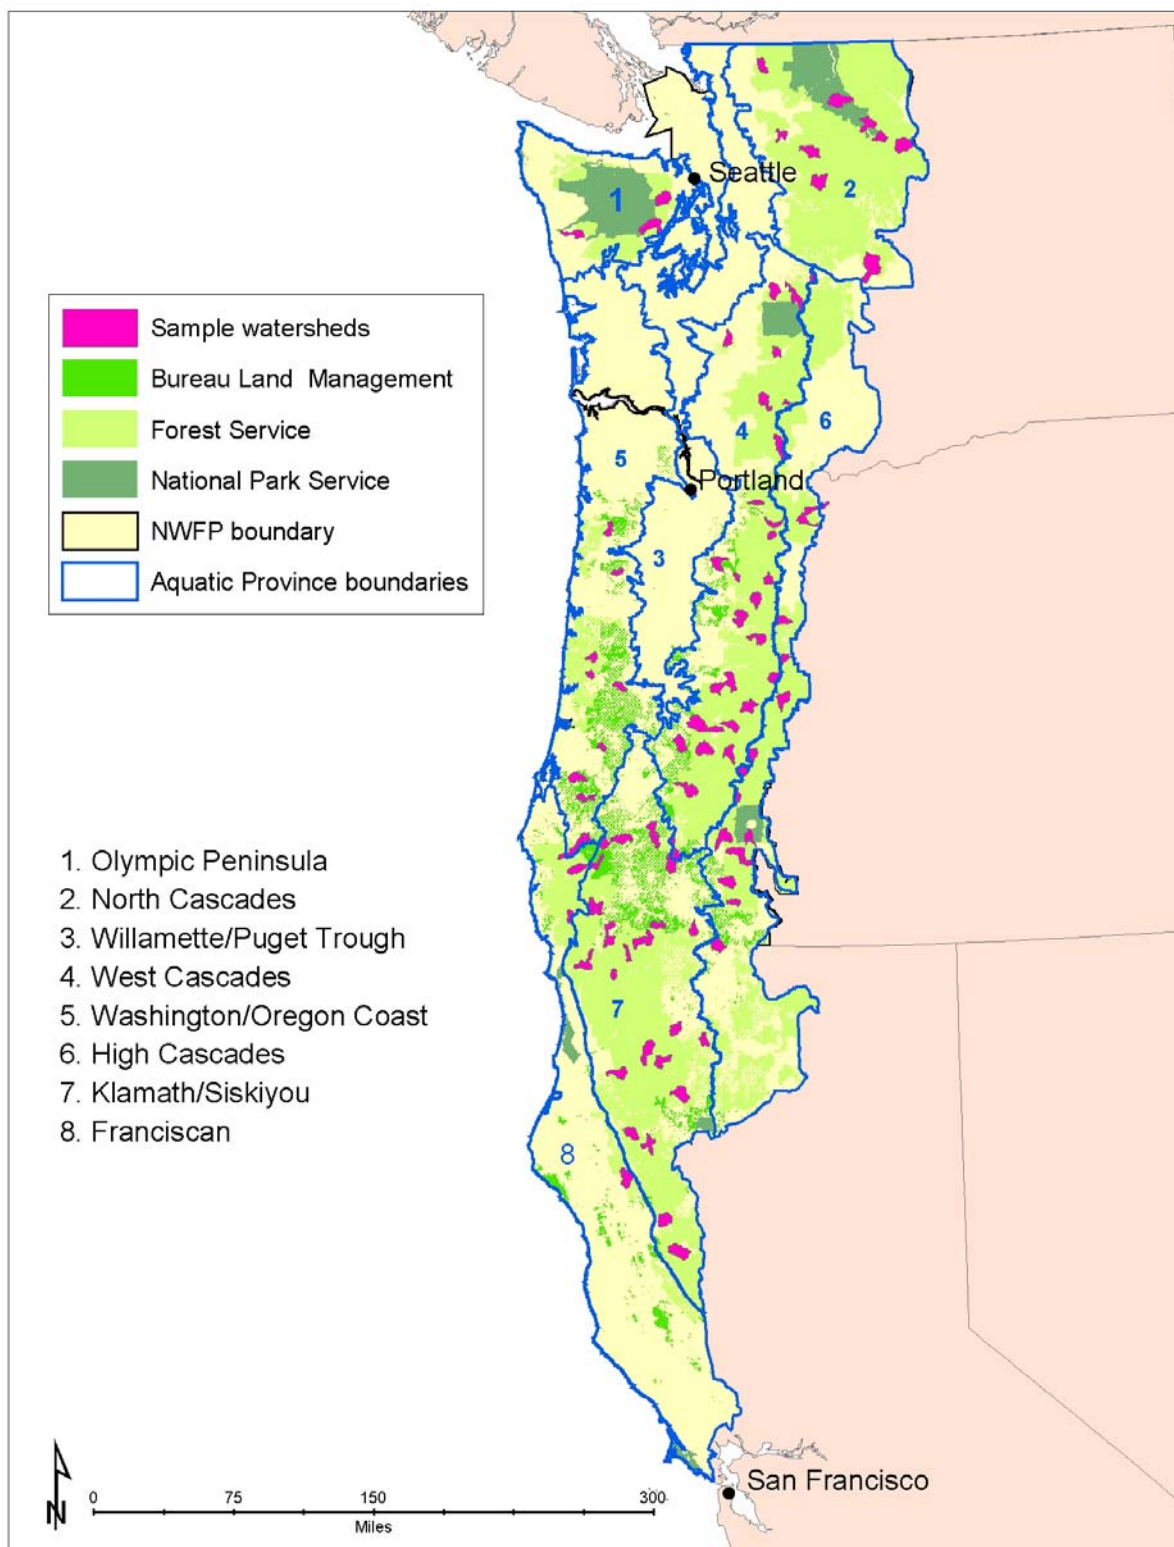 Seattle
1
2
Sample watersheds
Bureau Land Management
Forest Service
National Park Service
NWFP boundary
Aquatic Province boundaries
4
6
5
Portland
3
1. Olympic Peninsula
2. North Cascades
3. Willamette/Puget Trough
4. West Cascades
5. Washington/Oregon Coast
6. High Cascades
7. Klamath/Siskiyou
8. Franciscan
7
8
San Francisco
N
0 75 150 300
Miles